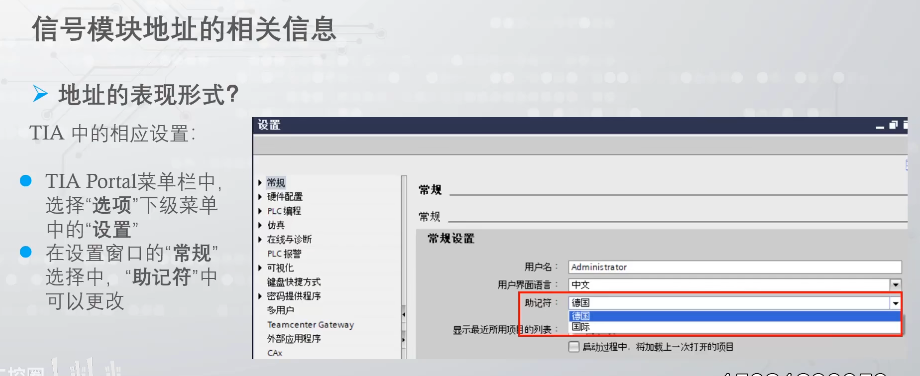 信号模块地址的相关信息
地址的表现形式?
TIA 中的相应设置:
TIA Portal菜单栏中,
选择“选项”下级菜单
中的“设置”
在设置窗口的“常规”
选择中,“助记符”中
可以更改
设置
常规
硬件配置
PLC 编程
仿真
在线与诊断
PLC 报警
可视化
键盘快捷方式
密码提供程序
多用户
Teamcenter Gateway
外部应用程序
CAx
常规
常规
常规设置
用户名: Administrator
用户界面语言: 中文
助记符: 德国
德国
国际
显示最近所用项目的列表:
启动过程中,将加载上一次打开的项目